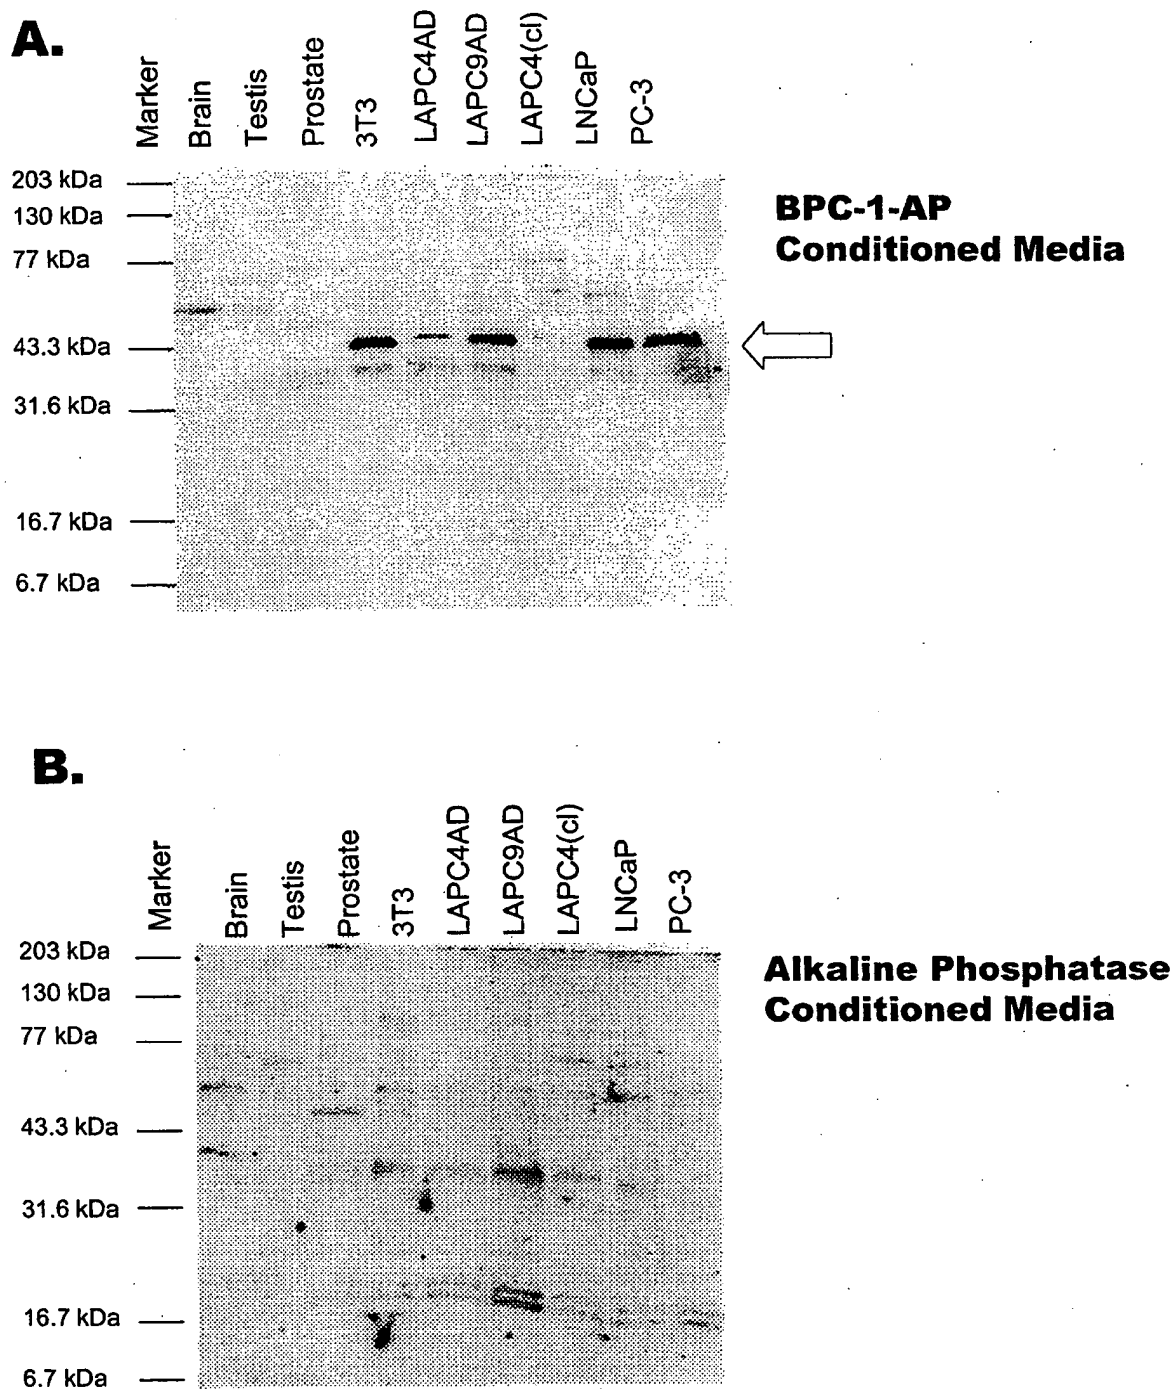 A.
Marker
Brain
Testis
Prostate
3T3
LAPC4AD
LAPC9AD
LAPC4(cl)
LNCaP
PC-3
203 kDa
130 kDa
77 kDa
43.3 kDa
31.6 kDa
16.7 kDa
6.7 kDa
BPC-1-AP
Conditioned Media
B.
Marker
Brain
Testis
Prostate
3T3
LAPC4AD
LAPC9AD
LAPC4(cl)
LNCaP
PC-3
203 kDa
130 kDa
77 kDa
43.3 kDa
31.6 kDa
16.7 kDa
6.7 kDa
Alkaline Phosphatase
Conditioned Media